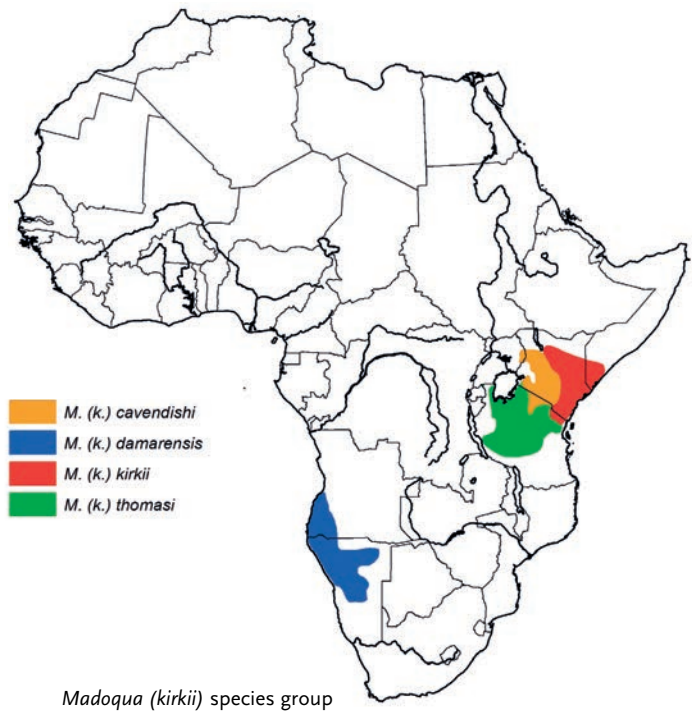 M. (k.) cavendishi
M. (k.) damarensis
M. (k.) kirkii
M. (k.) thomasi
Madoqua (kirkii) species group